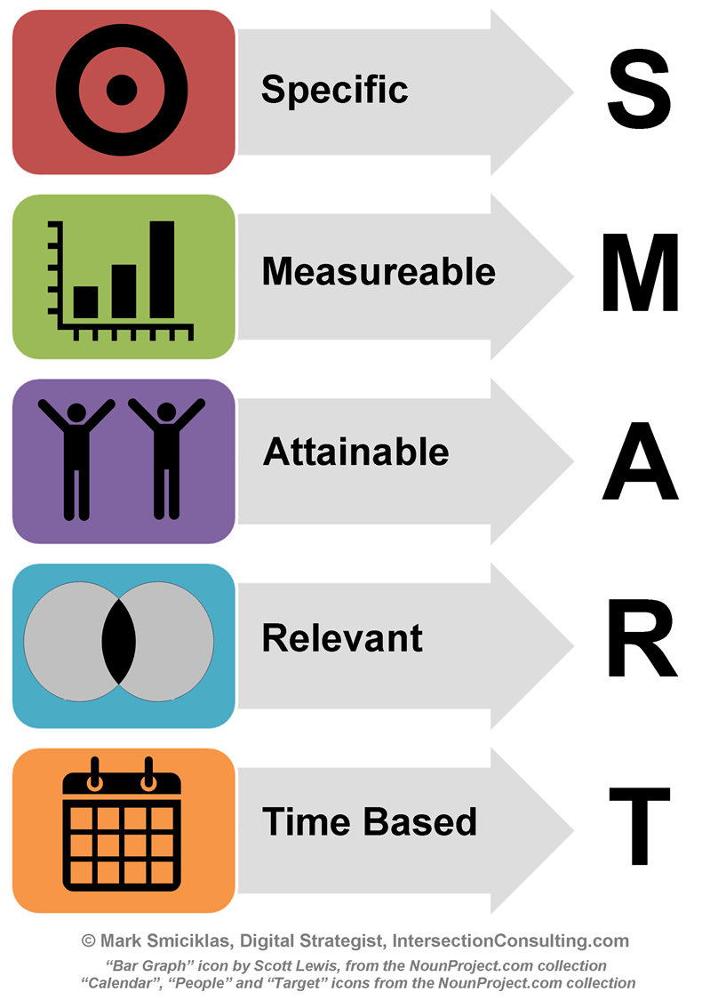 Specific S
Measureable M
Attainable A
Relevant R
Time Based T
© Mark Smiciklas, Digital Strategist, IntersectionConsulting.com
“Bar Graph” icon by Scott Lewis, from the NounProject.com collection
“Calendar”, “People” and “Target” icons from the NounProject.com collection